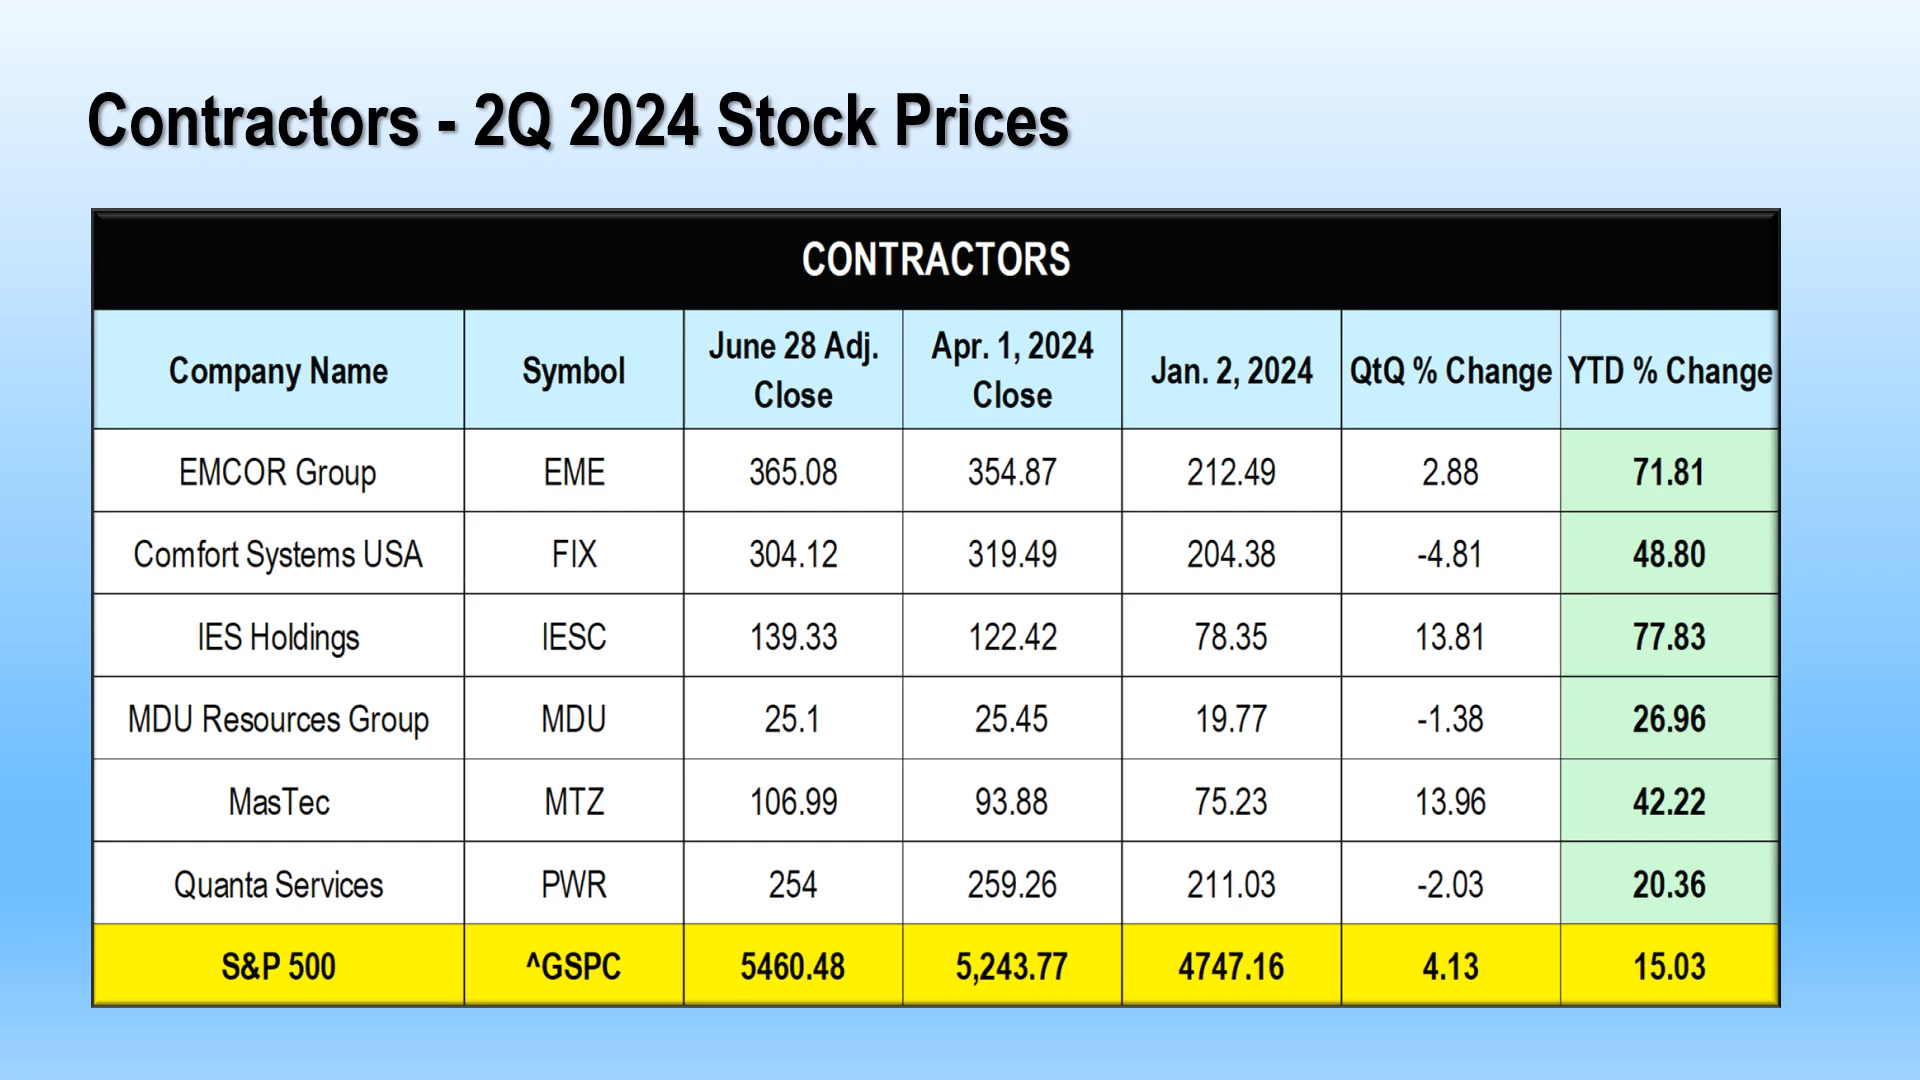 Contractors - 2Q 2024 Stock Prices
CONTRACTORS
Company Name Symbol June 28 Adj. Close Apr. 1, 2024 Close Jan. 2, 2024 QtQ % Change YTD % Change
EMCOR Group EME 365.08 354.87 212.49 2.88 71.81
Comfort Systems USA FIX 304.12 319.49 204.38 -4.81 48.80
IES Holdings IESC 139.33 122.42 78.35 13.81 77.83
MDU Resources Group MDU 25.1 25.45 19.77 -1.38 26.96
MasTec MTZ 106.99 93.88 75.23 13.96 42.22
Quanta Services PWR 254 259.26 211.03 -2.03 20.36
S&P 500 ^GSPC 5460.48 5,243.77 4747.16 4.13 15.03